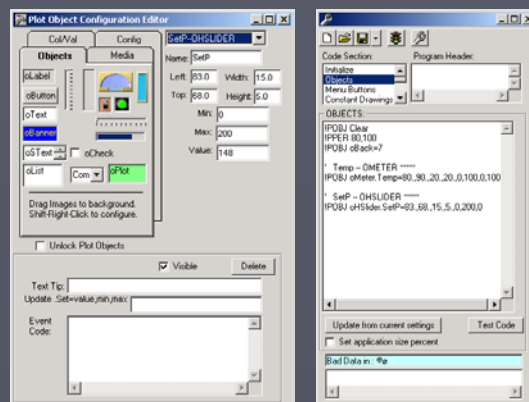 Plot Object Configuration Editor
Col/Val
Config
Objects
Media
oLabel
oButton
oText
oBanner
oSText
oCheck
oList
Com
oPlot
Drag Images to background.
Shift-Right-Click to configure.
SetP-OHSLIDER
Name: SetP
Left: 83.0 Width: 15.0
Top: 68.0 Height: 5.0
Min: 0
Max: 200
Value: 148
Unlock Plot Objects
Visible
Delete
Text Tip:
Update .Set=value,min,max:
Event
Code:
Code Section:
Program Header:
Initialize
Objects
Menu Buttons
Constant Drawings
OBJECTS:
!POBJ Clear
!PPER 80,100
!POBJ oBack=7
' Temp -- OMETER -----
!POBJ oMeter.Temp=80.,90.,20.,20.,0,100,0,100
' SetP -- OHSLIDER -----
!POBJ oHSlider.SetP=83.,68.,15.,5.,0,200,0
Update from current settings
Test Code
Set application size percent
Bad Data in :